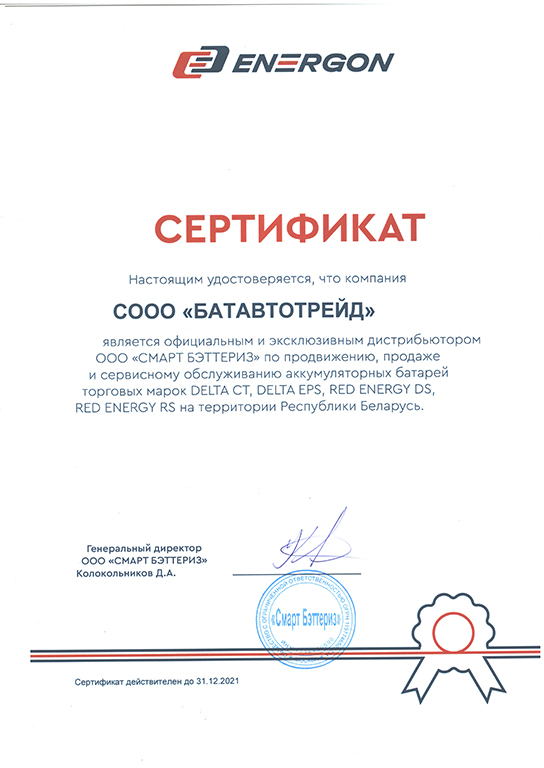 ENERGON
СЕРТИФИКАТ
Настоящим удостоверяется, что компания
СООО «БАТАВТОТРЕЙД»
является официальным и эксклюзивным дистрибьютором
ООО «СМАРТ БЭТТЕРИЗ» по продвижению, продаже
и сервисному обслуживанию аккумуляторных батарей
торговых марок DELTA CT, DELTA EPS, RED ENERGY DS,
RED ENERGY RS на территории Республики Беларусь.
Генеральный директор
ООО «СМАРТ БЭТТЕРИЗ»
Колокольников Д.А.
С ОГРАНИЧЕННОЙ ОТВЕТСТВЕННОСТЬЮ
«Смарт Бэттериз»
Сертификат действителен до 31.12.2021